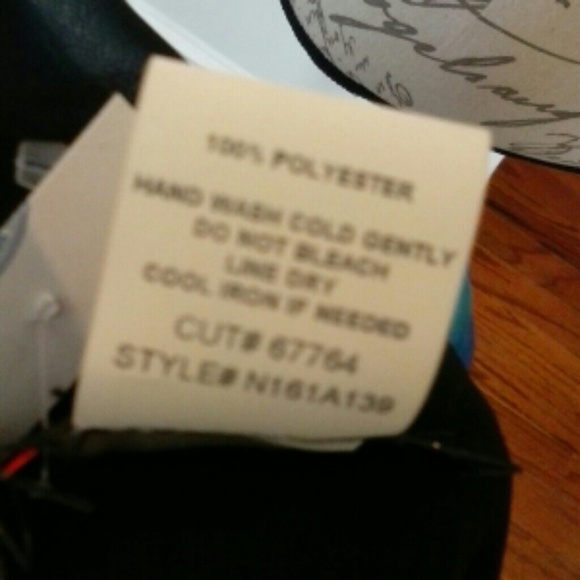 100% POLYESTER
HAND WASH COLD GENTLY
DO NOT BLEACH
LINE DRY
COOL IRON IF NEEDED
CUT# 67764
STYLE# N161A139